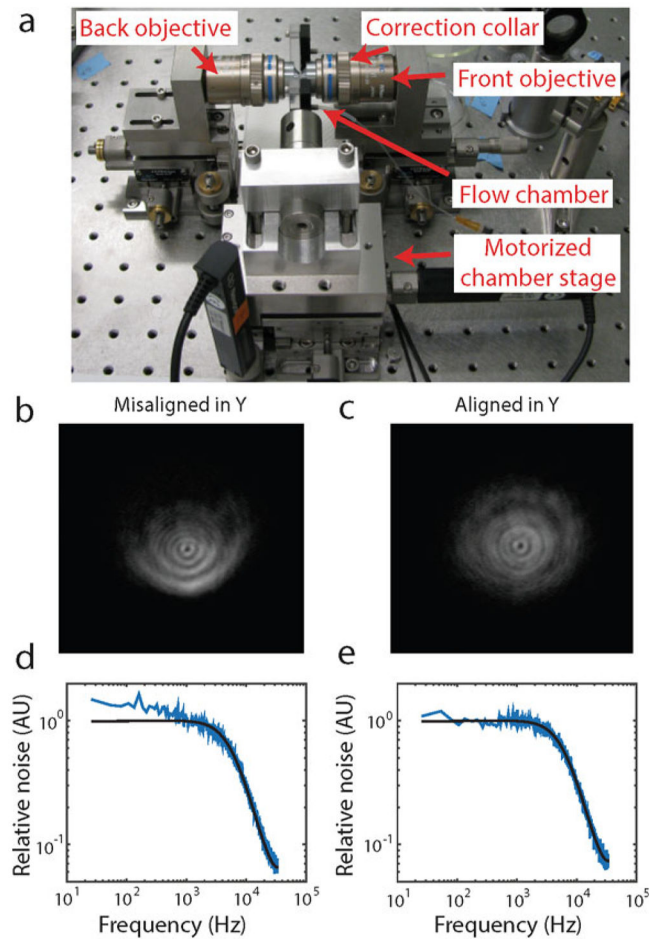 a
Back objective
Correction collar
Front objective
Flow chamber
Motorized
chamber stage
b
Misaligned in Y
c
Aligned in Y
d
Relative noise (AU)
10^0
10^-1
10^1 10^2 10^3 10^4 10^5
Frequency (Hz)
e
Relative noise (AU)
10^0
10^-1
10^1 10^2 10^3 10^4 10^5
Frequency (Hz)